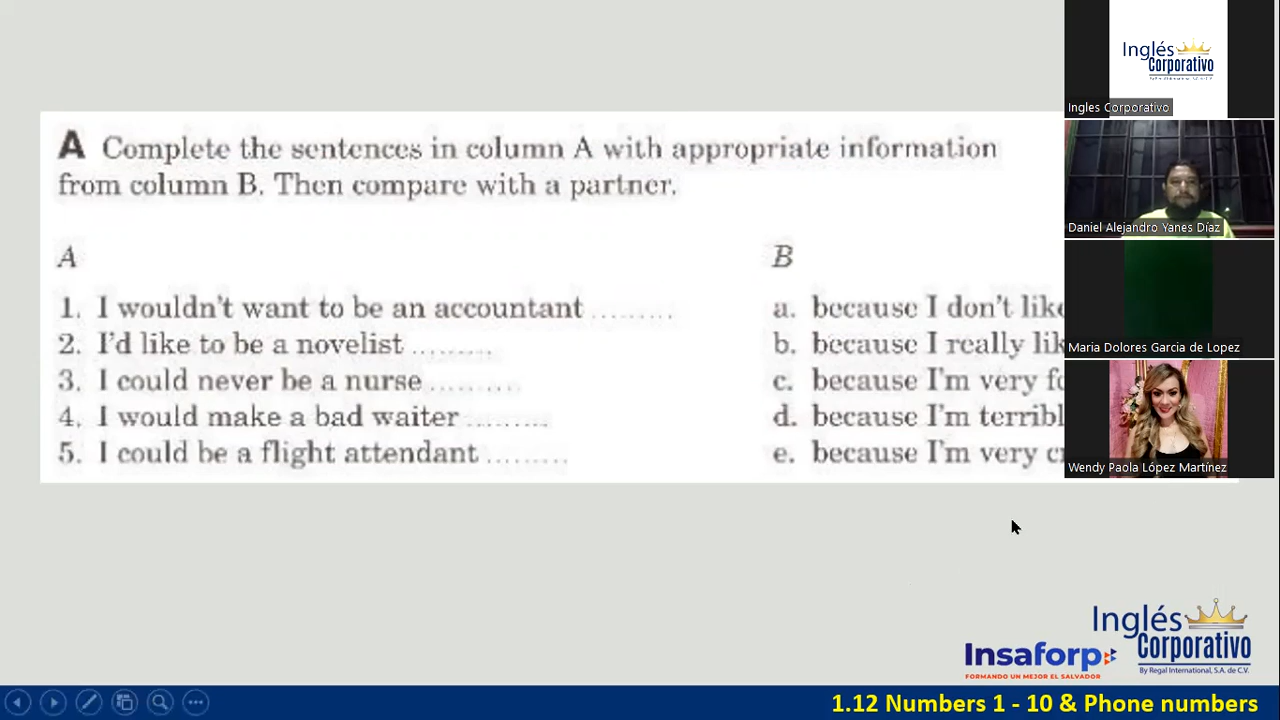 Inglés
Corporativo
Ingles Corporativo
A Complete the sentences in column A with appropriate information
from column B. Then compare with a partner.
Daniel Alejandro Yanes Díaz
A
B
1. I wouldn't want to be an accountant .........
a. because I don't like
2. I'd like to be a novelist .........
b. because I really
Maria Dolores Garcia de Lopez
3. I could never be a nurse ..........
c. because I'm very
4. I would make a bad waiter .........
d. because I'm
5. I could be a flight attendant .........
e. because I'm very
Wendy Paola López Martínez
Inglés
Corporativo
By Regal International, S.A. de C.V.
Insaforp
FORMANDO UN MEJOR EL SALVADOR
1.12 Numbers 1 - 10 & Phone numbers